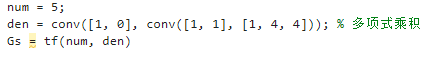 num = 5;
den = conv([1, 0], conv([1, 1], [1, 4, 4])); % 多项式乘积
Gs = tf(num, den)